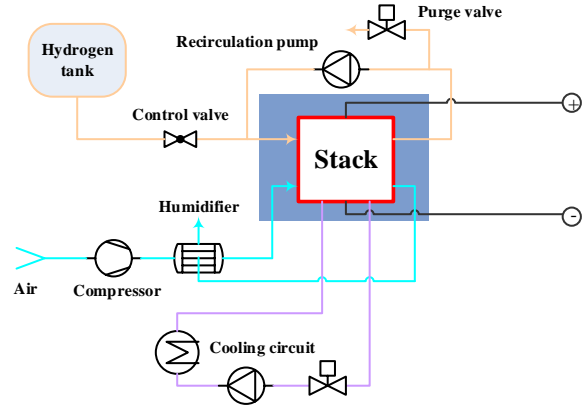 Purge valve
Hydrogen
tank
Recirculation pump
Control valve
+
Stack
Humidifier
-
Air
Compressor
Cooling circuit